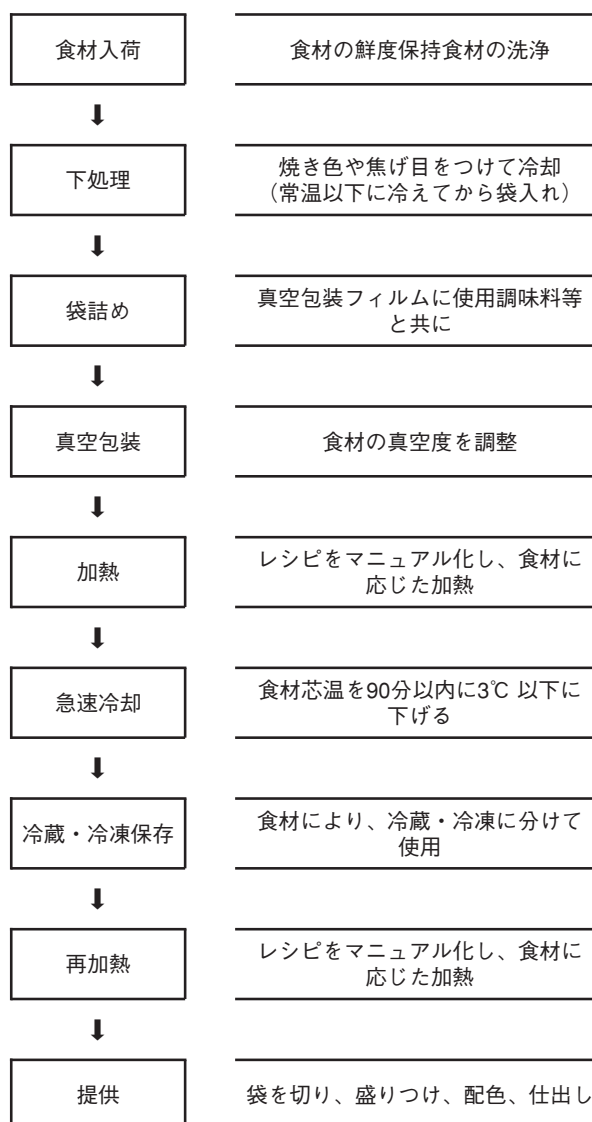 食材入荷
食材の鮮度保持食材の洗浄
⬇
下処理
焼き色や焦げ目をつけて冷却
（常温以下に冷えてから袋入れ）
⬇
袋詰め
真空包装フィルムに使用調味料等
と共に
⬇
真空包装
食材の真空度を調整
⬇
加熱
レシピをマニュアル化し、食材に
応じた加熱
⬇
急速冷却
食材芯温を90分以内に3℃ 以下に
下げる
⬇
冷蔵・冷凍保存
食材により、冷蔵・冷凍に分けて
使用
⬇
再加熱
レシピをマニュアル化し、食材に
応じた加熱
⬇
提供
袋を切り、盛りつけ、配色、仕出し